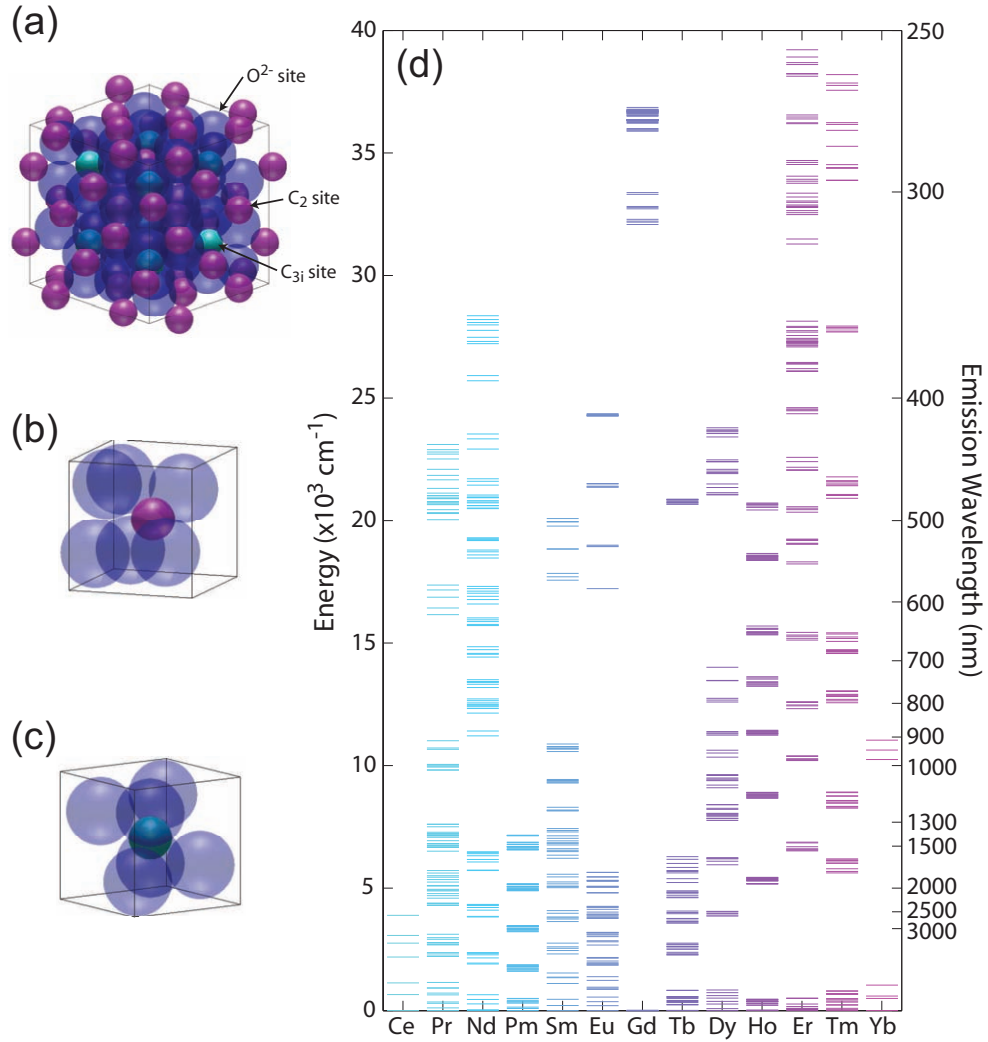 (a)
O2- site
C2 site
C3i site
(b)
(c)
(d)
Energy (x10³ cm⁻¹)
40
35
30
25
20
15
10
5
0
Ce Pr Nd Pm Sm Eu Gd Tb Dy Ho Er Tm Yb
250
300
400
500
600
700
800
900
1000
1300
1500
2000
2500
3000
Emission Wavelength (nm)